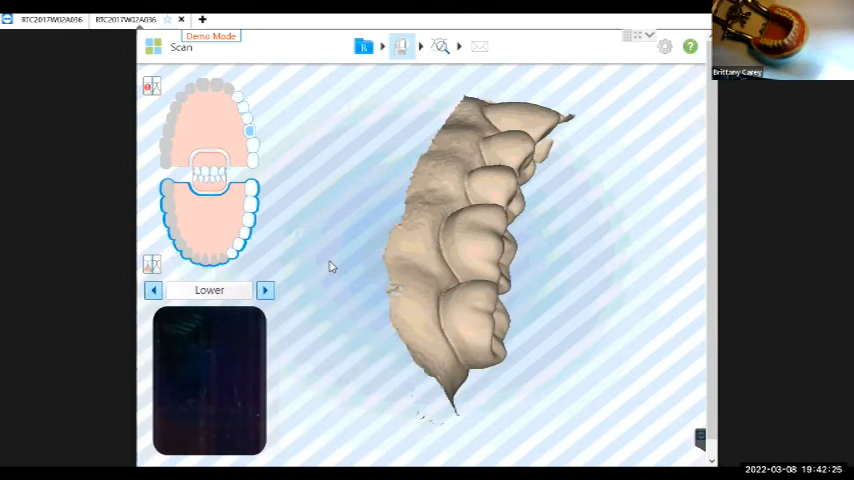 RTC2017W02A036
RTC2017W02A036
Demo Mode
Scan
Brittany Carey
Lower
2022-03-08 19:42:25